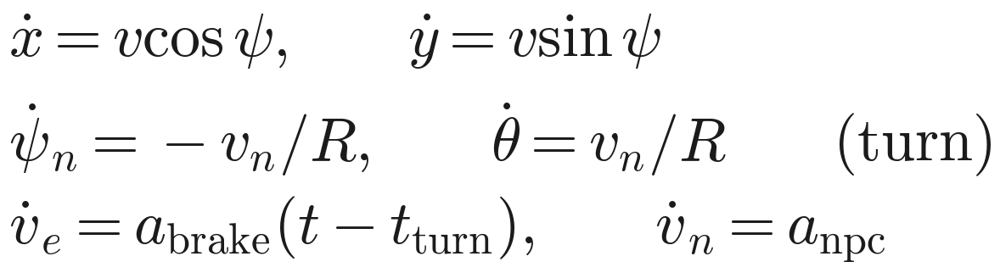 ẋ = v cos ψ,    ẏ = v sin ψ
ψ̇ₙ = − vₙ/R,    θ̇ = vₙ/R    (turn)
v̇ₑ = a_brake(t − t_turn),    v̇ₙ = a_npc